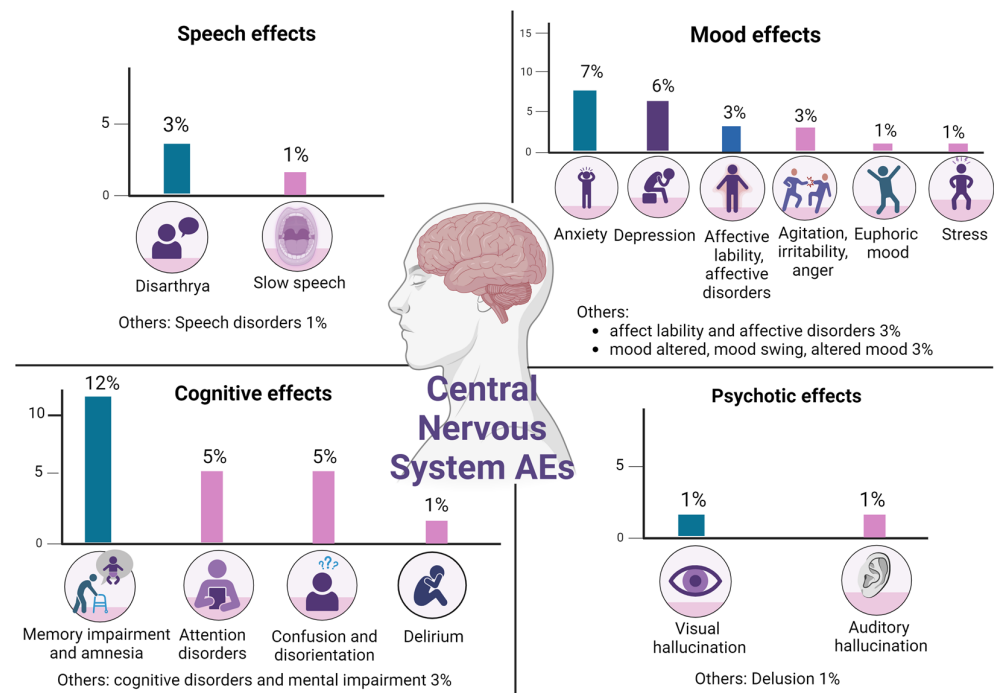 Speech effects
5
3%
1%
0
Disarthrya
Slow speech
Others: Speech disorders 1%
Mood effects
15
10
5
0
7%
6%
3%
3%
1%
1%
Anxiety
Depression
Affective
lability,
affective
disorders
Agitation,
irritability,
anger
Euphoric
mood
Stress
Others:
• affect lability and affective disorders 3%
• mood altered, mood swing, altered mood 3%
Central
Nervous
System AEs
Cognitive effects
10
5
0
12%
5%
5%
1%
???
Memory impairment
and amnesia
Attention
disorders
Confusion and
disorientation
Delirium
Others: cognitive disorders and mental impairment 3%
Psychotic effects
5
0
1%
1%
Visual
hallucination
Auditory
hallucination
Others: Delusion 1%